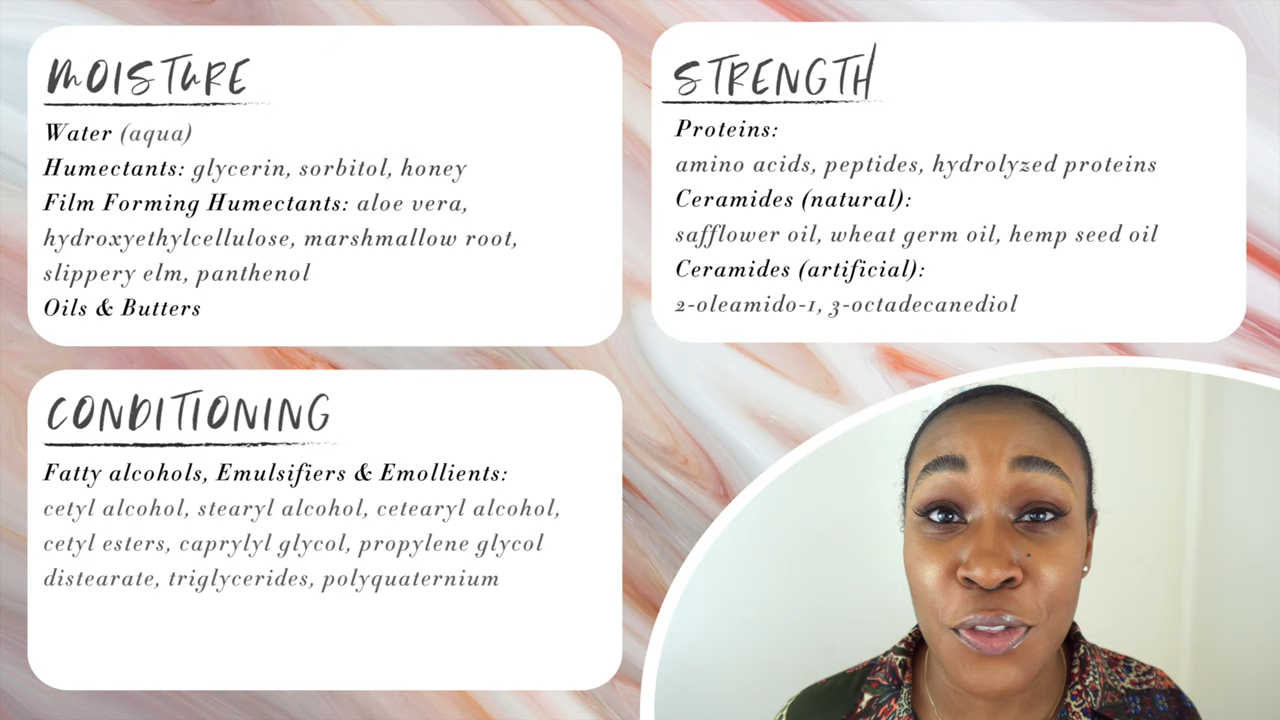 MOISTURE
Water (aqua)
Humectants: glycerin, sorbitol, honey
Film Forming Humectants: aloe vera,
hydroxyethylcellulose, marshmallow root,
slippery elm, panthenol
Oils & Butters
STRENGTH
Proteins:
amino acids, peptides, hydrolyzed proteins
Ceramides (natural):
safflower oil, wheat germ oil, hemp seed oil
Ceramides (artificial):
2-oleamido-1, 3-octadecanediol
CONDITIONING
Fatty alcohols, Emulsifiers & Emollients:
cetyl alcohol, stearyl alcohol, cetearyl alcohol,
cetyl esters, caprylyl glycol, propylene glycol
distearate, triglycerides, polyquaternium